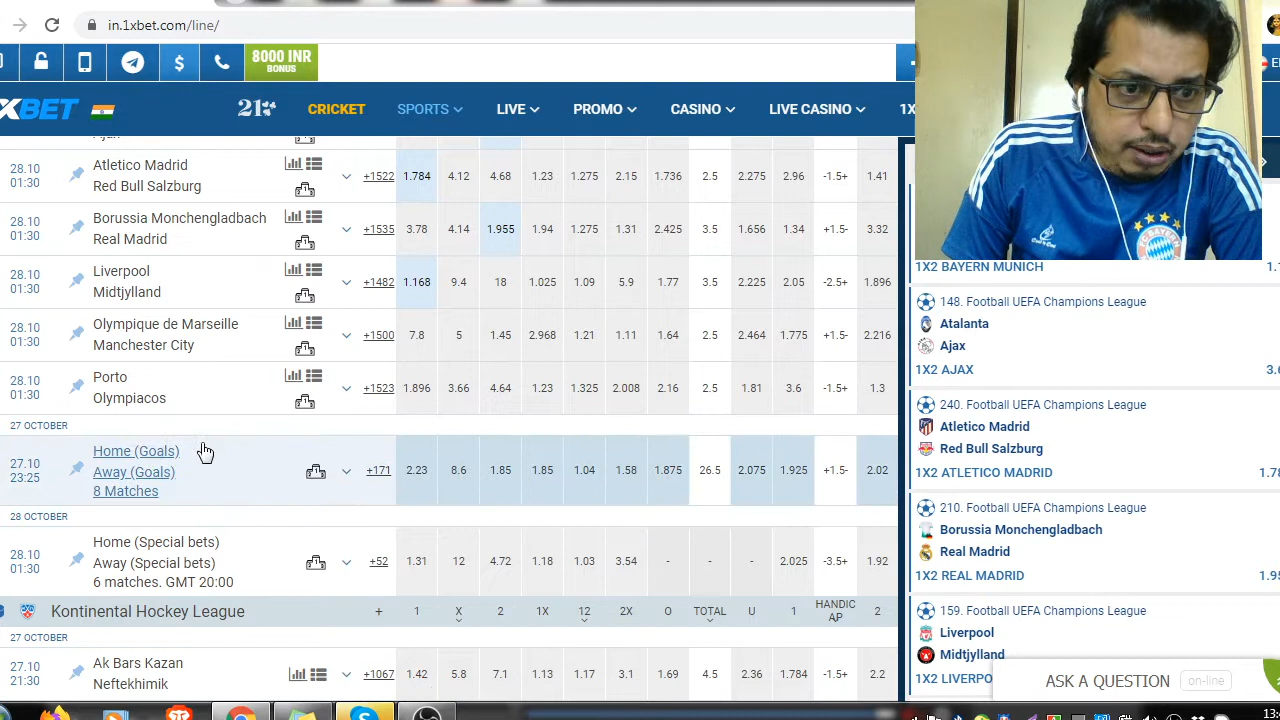 in.1xbet.com/line/
8000 INR
BONUS
XBET
21
CRICKET SPORTS LIVE PROMO CASINO LIVE CASINO 1X
28.10
01:30
Atletico Madrid
Red Bull Salzburg
+1522 1.784 4.12 4.68 1.23 1.275 2.15 1.736 2.5 2.275 2.96 -1.5+ 1.41
28.10
01:30
Borussia Monchengladbach
Real Madrid
+1535 3.78 4.14 1.955 1.94 1.275 1.31 2.425 3.5 1.656 1.34 +1.5- 3.32
28.10
01:30
Liverpool
Midtjylland
+1482 1.168 9.4 18 1.025 1.09 5.9 1.77 3.5 2.225 2.05 -2.5+ 1.896
28.10
01:30
Olympique de Marseille
Manchester City
+1500 7.8 5 1.45 2.968 1.21 1.11 1.64 2.5 2.464 1.775 +1.5- 2.216
28.10
01:30
Porto
Olympiacos
+1523 1.896 3.66 4.64 1.23 1.325 2.008 2.16 2.5 1.81 3.6 -1.5+ 1.3
27 OCTOBER
27.10
23:25
Home (Goals)
Away (Goals)
8 Matches
+171 2.23 8.6 1.85 1.85 1.04 1.58 1.875 26.5 2.075 1.925 +1.5- 2.02
28 OCTOBER
28.10
01:30
Home (Special bets)
Away (Special bets)
6 matches. GMT 20:00
+52 1.31 12 4.72 1.18 1.03 3.54 - - - 2.025 -3.5+ 1.92
Kontinental Hockey League + 1 X 2 1X 12 2X O TOTAL U 1 HANDIC
AP 2
27 OCTOBER
27.10
21:30
Ak Bars Kazan
Neftekhimik
+1067 1.42 5.8 7.1 1.13 1.17 3.1 1.69 4.5 2.26 1.784 -1.5+ 2.2
1X2 BAYERN MUNICH
148. Football UEFA Champions League
Atalanta
Ajax
1X2 AJAX 3.6
240. Football UEFA Champions League
Atletico Madrid
Red Bull Salzburg
1X2 ATLETICO MADRID 1.78
210. Football UEFA Champions League
Borussia Monchengladbach
Real Madrid
1X2 REAL MADRID 1.95
159. Football UEFA Champions League
Liverpool
Midtjylland
1X2 LIVERPO
ASK A QUESTION on-line